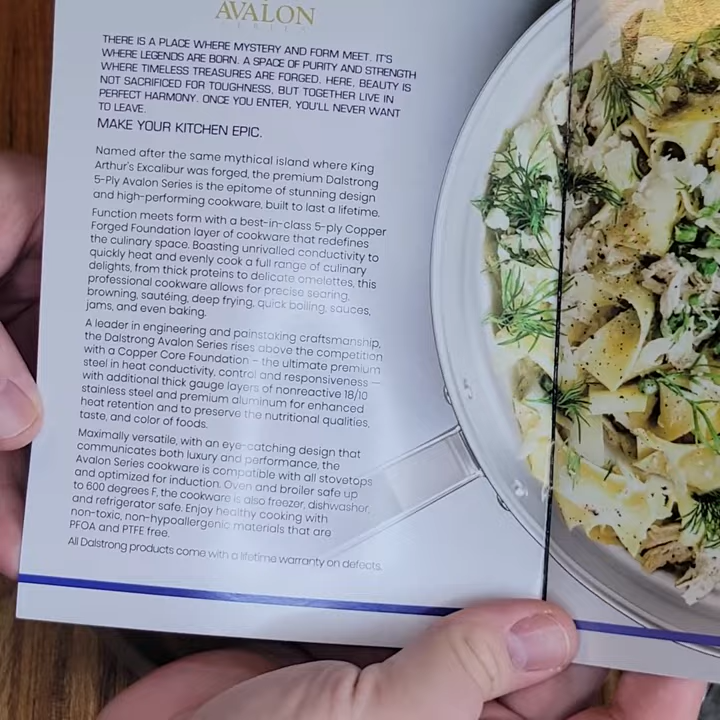 AVALON
SERIES
THERE IS A PLACE WHERE MYSTERY AND FORM MEET. IT'S
WHERE LEGENDS ARE BORN. A SPACE OF PURITY AND STRENGTH
WHERE TIMELESS TREASURES ARE FORGED. HERE, BEAUTY IS
NOT SACRIFICED FOR TOUGHNESS, BUT TOGETHER LIVE IN
PERFECT HARMONY. ONCE YOU ENTER, YOU'LL NEVER WANT
TO LEAVE.
MAKE YOUR KITCHEN EPIC.
Named after the same mythical island where King
Arthur's Excalibur was forged, the premium Dalstrong
5-Ply Avalon Series is the epitome of stunning design
and high-performing cookware, built to last a lifetime.
Function meets form with a best-in-class 5-ply Copper
Forged Foundation layer of cookware that redefines
the culinary space. Boasting unrivalled conductivity to
quickly heat and evenly cook a full range of culinary
delights, from thick proteins to delicate omelettes, this
professional cookware allows for precise searing,
browning, sautéing, deep frying, quick boiling, sauces,
jams, and even baking.
A leader in engineering and painstaking craftsmanship,
the Dalstrong Avalon Series rises above the competition
with a Copper Core Foundation – the ultimate premium
steel in heat conductivity, control and responsiveness —
with additional thick gauge layers of nonreactive 18/10
stainless steel and premium aluminum for enhanced
heat retention and to preserve the nutritional qualities,
taste, and color of foods.
Maximally versatile, with an eye-catching design that
communicates both luxury and performance, the
Avalon Series cookware is compatible with all stovetops
and optimized for induction. Oven and broiler safe up
to 600 degrees F, the cookware is also freezer, dishwasher,
and refrigerator safe. Enjoy healthy cooking with
non-toxic, non-hypoallergenic materials that are
PFOA and PTFE free.
All Dalstrong products come with a lifetime warranty on defects.